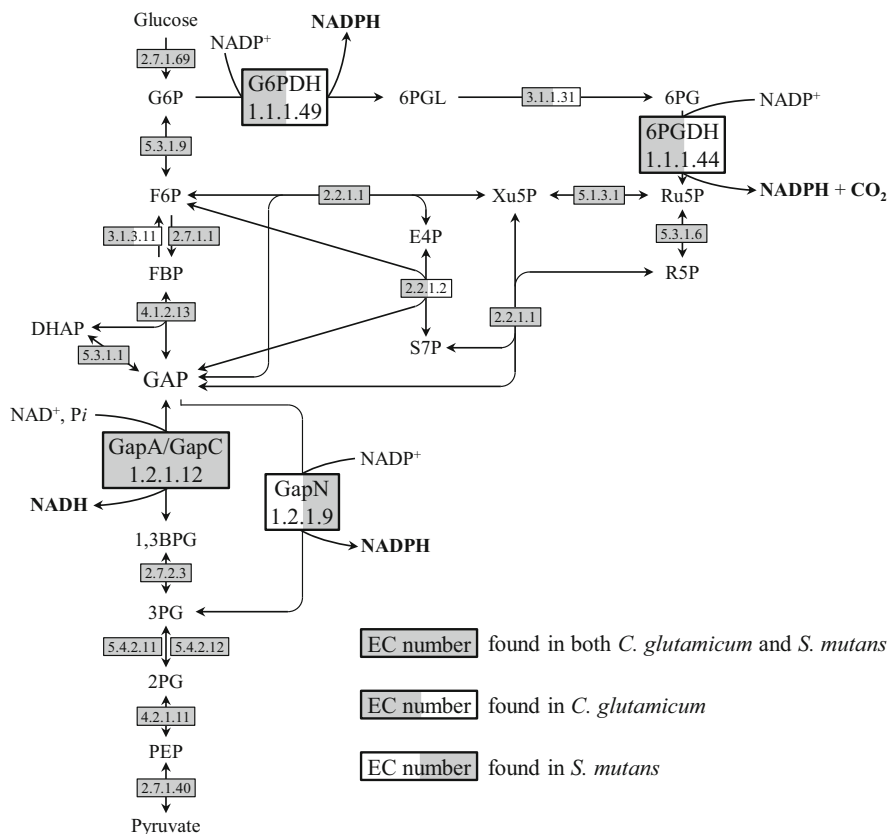 Glucose
NADPH
NADP⁺
2.7.1.69
G6PDH
1.1.1.49
G6P
6PGL
3.1.1.31
6PG
NADP⁺
6PGDH
1.1.1.44
5.3.1.9
NADPH + CO₂
F6P
2.2.1.1
Xu5P
5.1.3.1
Ru5P
3.1.3.11
2.7.1.1
E4P
5.3.1.6
FBP
2.2.1.2
R5P
4.1.2.13
2.2.1.1
DHAP
5.3.1.1
S7P
GAP
NAD⁺, Pi
GapA/GapC
1.2.1.12
NADP⁺
GapN
1.2.1.9
NADH
NADPH
1,3BPG
2.7.2.3
3PG
5.4.2.11
5.4.2.12
EC number found in both C. glutamicum and S. mutans
2PG
4.2.1.11
EC number found in C. glutamicum
PEP
EC number found in S. mutans
2.7.1.40
Pyruvate